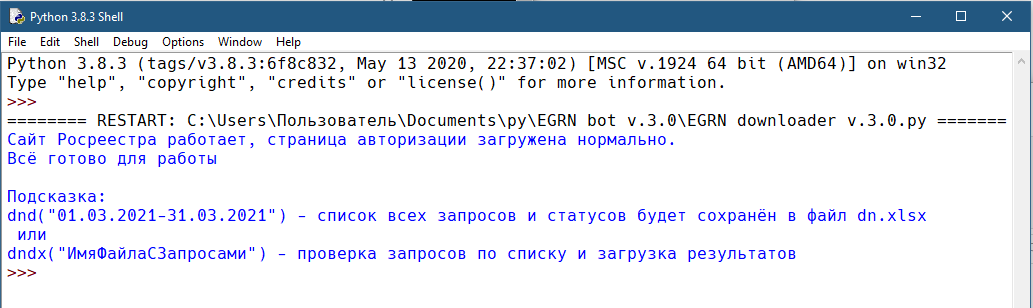 Python 3.8.3 Shell
File Edit Shell Debug Options Window Help
Python 3.8.3 (tags/v3.8.3:6f8c832, May 13 2020, 22:37:02) [MSC v.1924 64 bit (AMD64)] on win32
Type "help", "copyright", "credits" or "license()" for more information.
>>>
======== RESTART: C:\Users\Пользователь\Documents\py\EGRN bot v.3.0\EGRN downloader v.3.0.py =======
Сайт Росреестра работает, страница авторизации загружена нормально.
Всё готово для работы
Подсказка:
dnd("01.03.2021-31.03.2021") - список всех запросов и статусов будет сохранён в файл dn.xlsx
или
dndx("ИмяФайлаСЗапросами") - проверка запросов по списку и загрузка результатов
>>>